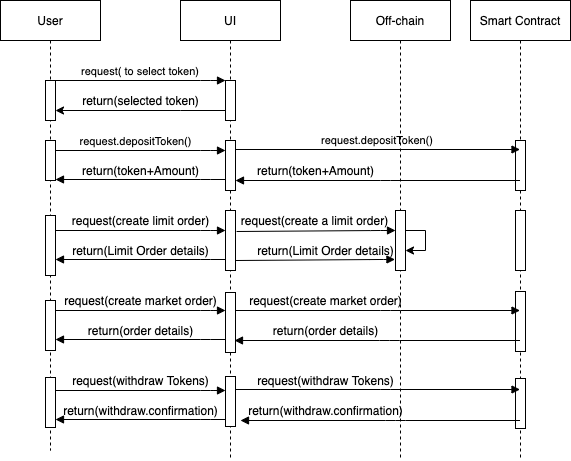 User
UI
Off-chain
Smart Contract
request( to select token)
return(selected token)
request.depositToken()
request.depositToken()
return(token+Amount)
return(token+Amount)
request(create limit order)
request(create a limit order)
return(Limit Order details)
return(Limit Order details)
request(create market order)
request(create market order)
return(order details)
return(order details)
request(withdraw Tokens)
request(withdraw Tokens)
return(withdraw.confirmation)
return(withdraw.confirmation)